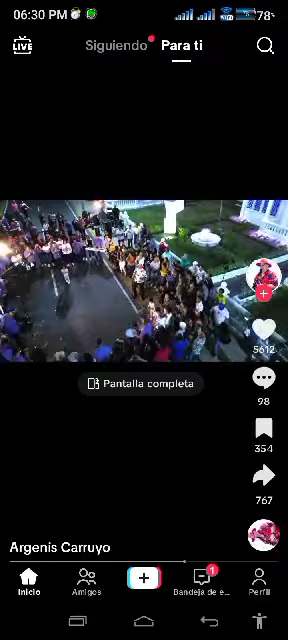 06:30 PM
78%
LIVE
Siguiendo
Para ti
5612
98
354
767
Pantalla completa
Argenis Carruyo
Inicio
Amigos
Bandeja de e...
1
Perfil